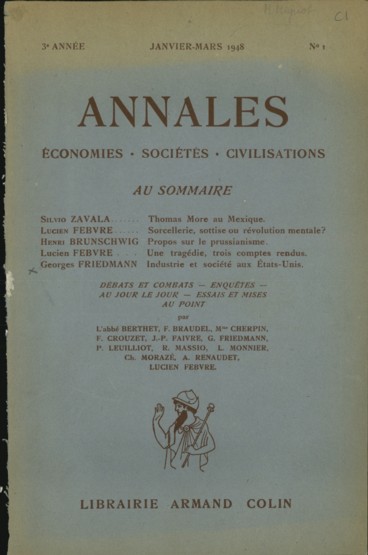 3e ANNÉE JANVIER-MARS 1948 No 1
ANNALES
ÉCONOMIES • SOCIÉTÉS • CIVILISATIONS
AU SOMMAIRE
Silvio ZAVALA....... Thomas More au Mexique.
Lucien FEBVRE...... Sorcellerie, sottise ou révolution mentale?
Henri BRUNSCHWIG Propos sur le prussianisme.
Lucien FEBVRE... Une tragédie, trois comptes rendus.
Georges FRIEDMANN Industrie et société aux États-Unis.
DÉBATS ET COMBATS — ENQUÊTES —
AU JOUR LE JOUR — ESSAIS ET MISES
AU POINT
par
L'abbé BERTHET, F. BRAUDEL, Mme CHERPIN,
F. CROUZET, J.-P. FAIVRE, G. FRIEDMANN,
P. LEUILLIOT, R. MASSIO, L. MONNIER,
Ch. MORAZÉ, A. RENAUDET,
LUCIEN FEBVRE.
LIBRAIRIE ARMAND COLIN